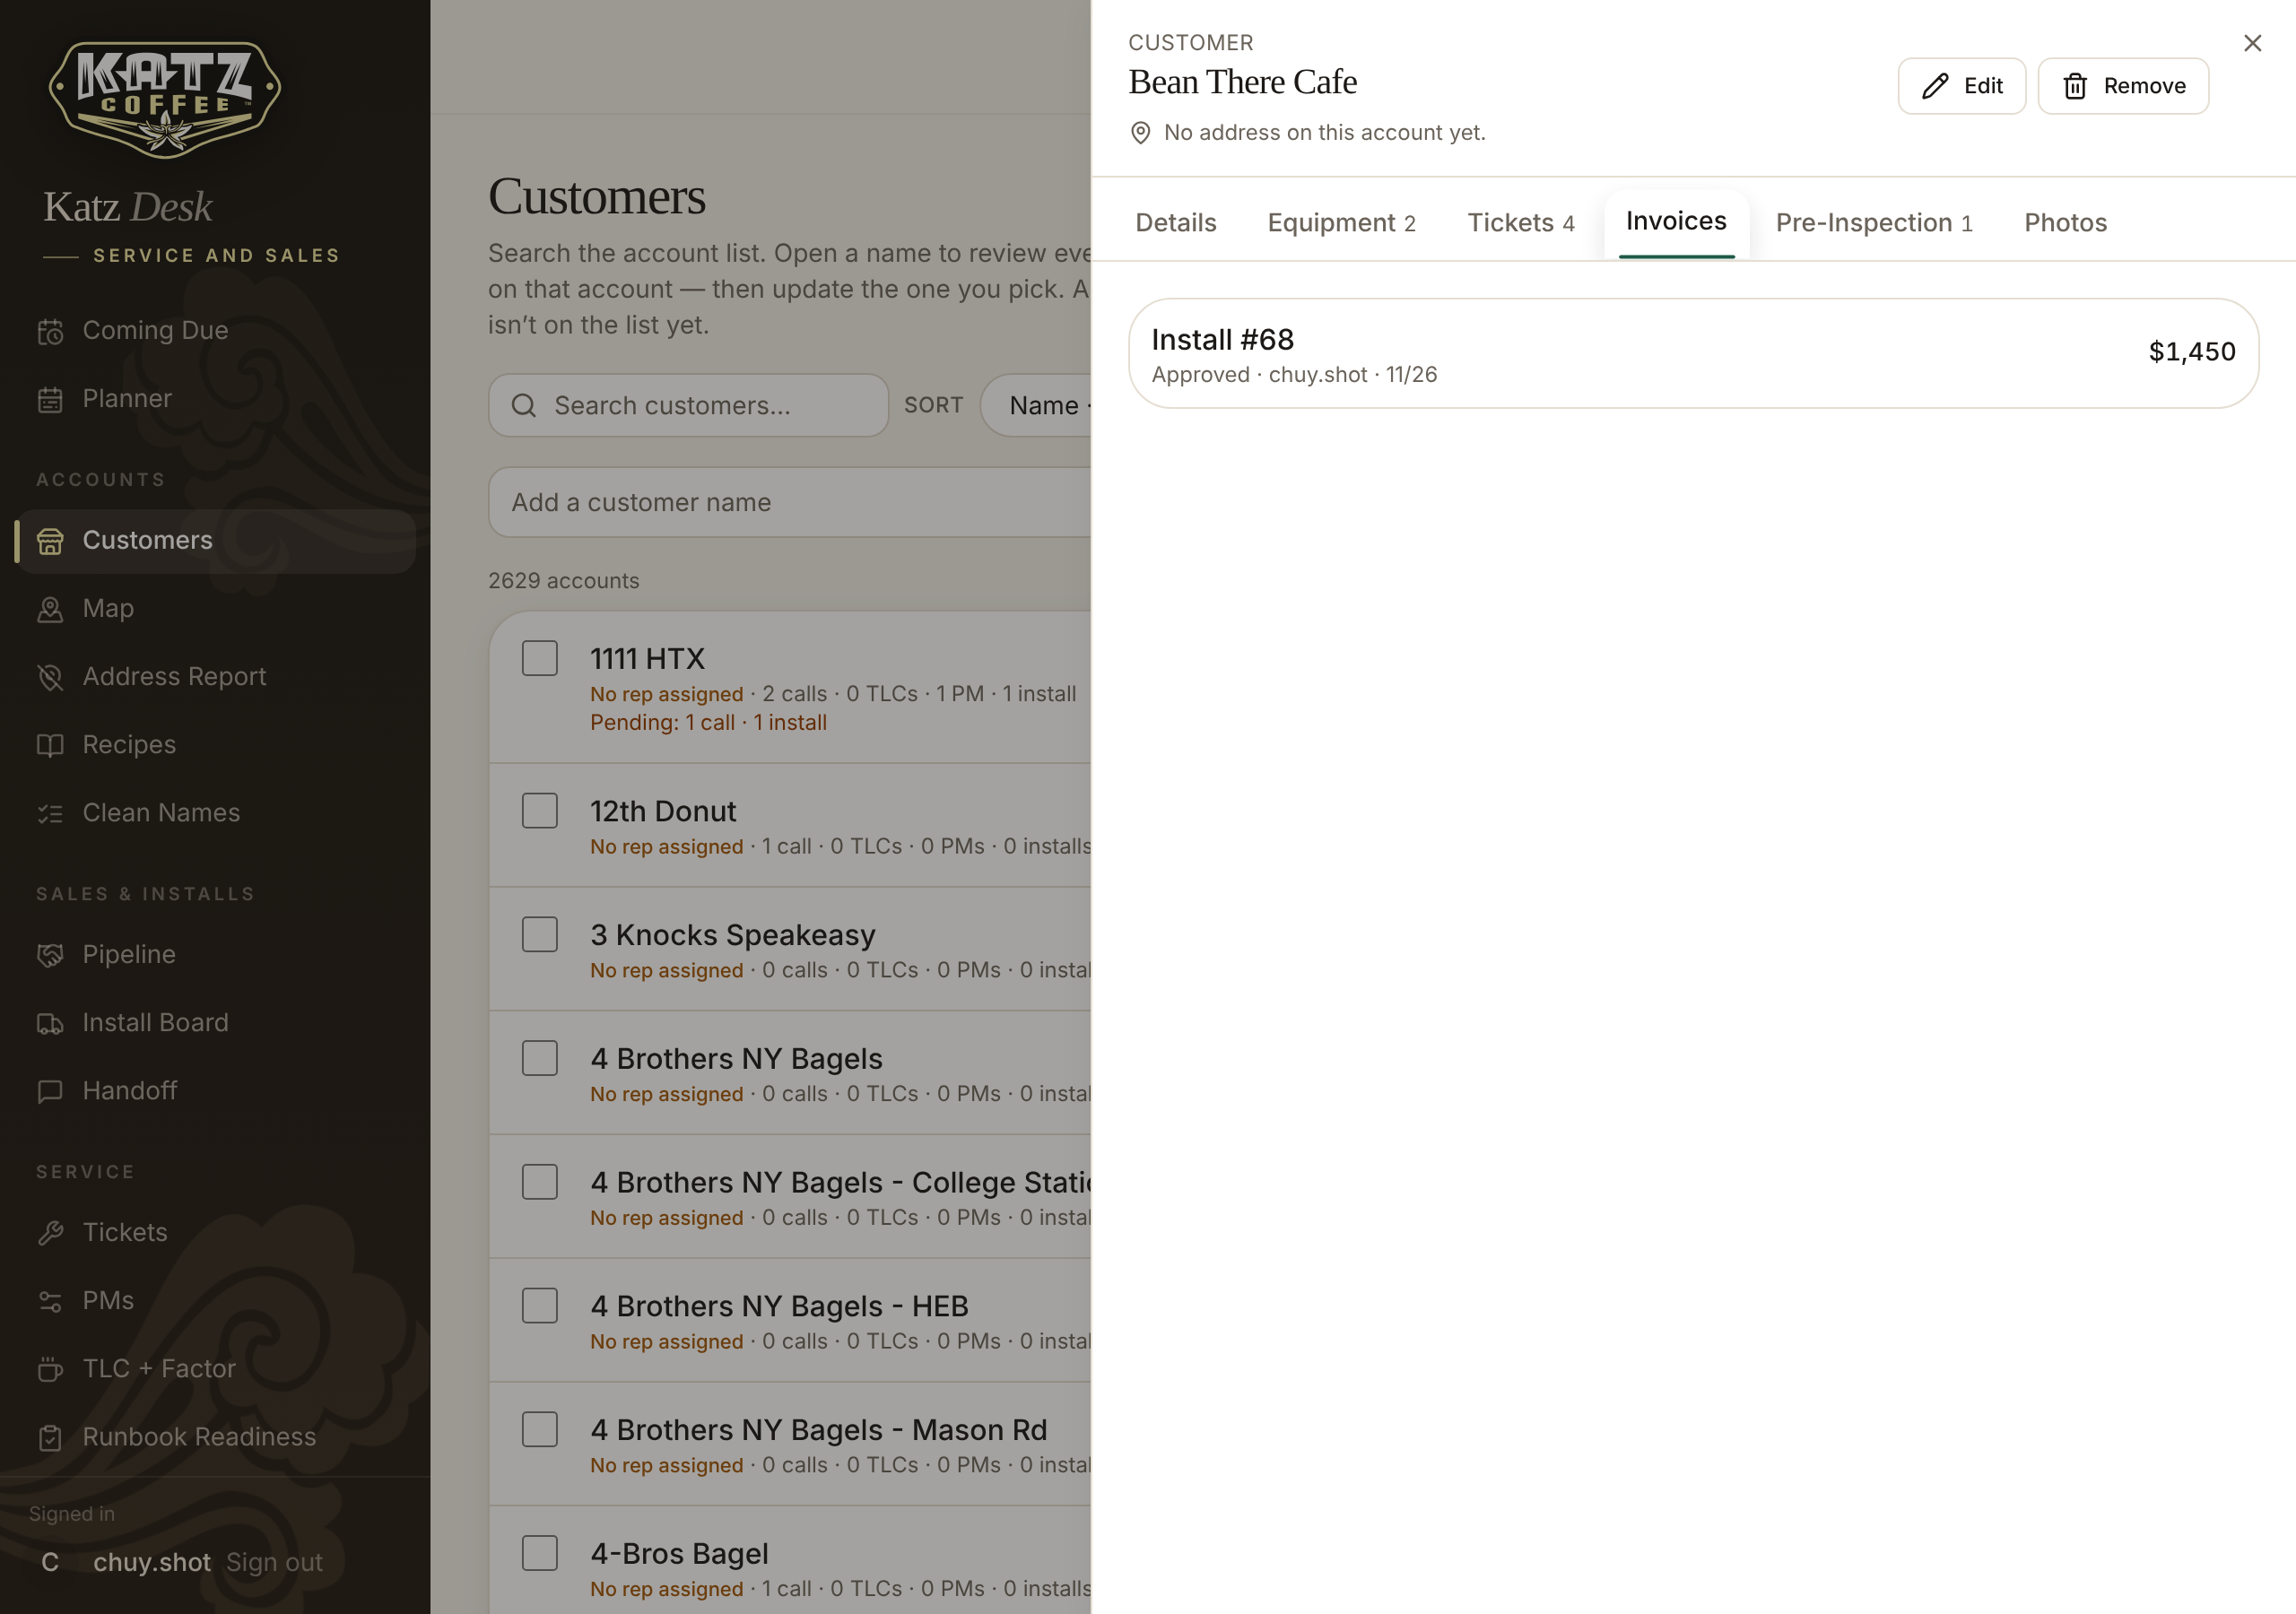 KATZ
COFFEE
Katz Desk
SERVICE AND SALES
Coming Due
Planner
ACCOUNTS
Customers
Map
Address Report
Recipes
Clean Names
SALES & INSTALLS
Pipeline
Install Board
Handoff
SERVICE
Tickets
PMs
TLC + Factor
Runbook Readiness
Signed in
C chuy.shot Sign out
Customers
Search the account list. Open a name to review eve
on that account — then update the one you pick. A
isn’t on the list yet.
Search customers...
SORT
Name ·
Add a customer name
2629 accounts
1111 HTX
No rep assigned · 2 calls · 0 TLCs · 1 PM · 1 install
Pending: 1 call · 1 install
12th Donut
No rep assigned · 1 call · 0 TLCs · 0 PMs · 0 installs
3 Knocks Speakeasy
No rep assigned · 0 calls · 0 TLCs · 0 PMs · 0 instal
4 Brothers NY Bagels
No rep assigned · 0 calls · 0 TLCs · 0 PMs · 0 instal
4 Brothers NY Bagels - College Statio
No rep assigned · 0 calls · 0 TLCs · 0 PMs · 0 instal
4 Brothers NY Bagels - HEB
No rep assigned · 0 calls · 0 TLCs · 0 PMs · 0 instal
4 Brothers NY Bagels - Mason Rd
No rep assigned · 0 calls · 0 TLCs · 0 PMs · 0 instal
4-Bros Bagel
No rep assigned · 1 call · 0 TLCs · 0 PMs · 0 installs
CUSTOMER
Bean There Cafe
No address on this account yet.
Edit
Remove
Details
Equipment 2
Tickets 4
Invoices
Pre-Inspection 1
Photos
Install #68
Approved · chuy.shot · 11/26
$1,450